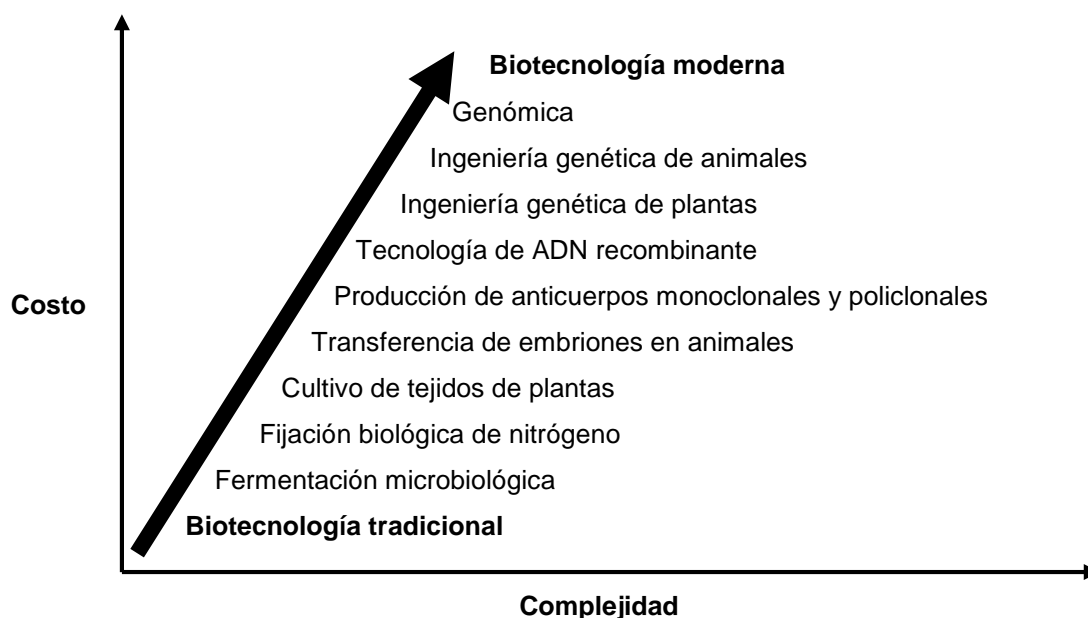 Biotecnología moderna
Genómica
Ingeniería genética de animales
Ingeniería genética de plantas
Tecnología de ADN recombinante
Costo
Producción de anticuerpos monoclonales y policlonales
Transferencia de embriones en animales
Cultivo de tejidos de plantas
Fijación biológica de nitrógeno
Fermentación microbiológica
Biotecnología tradicional
Complejidad